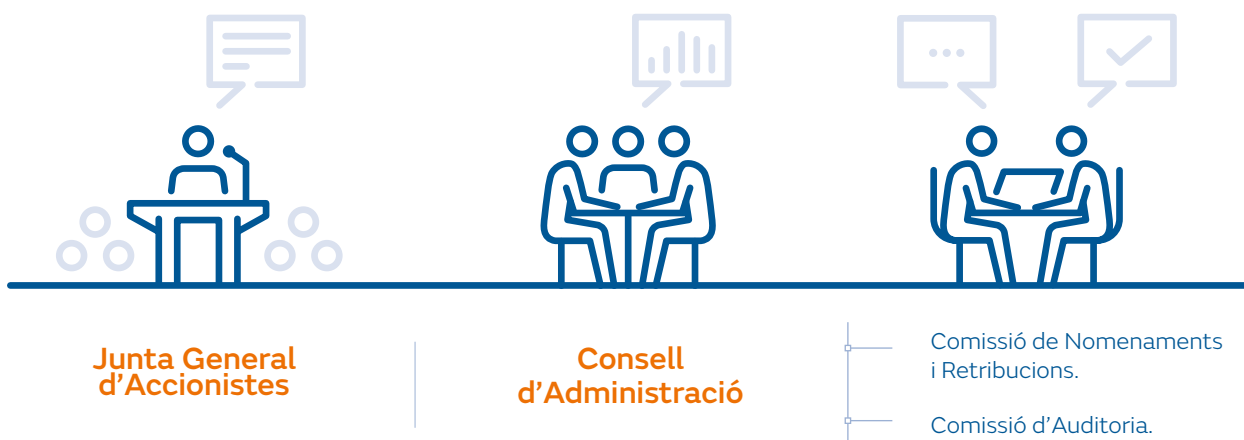 Junta General
d’Accionistes
Consell
d’Administració
Comissió de Nomenaments
i Retribucions.
Comissió d’Auditoria.